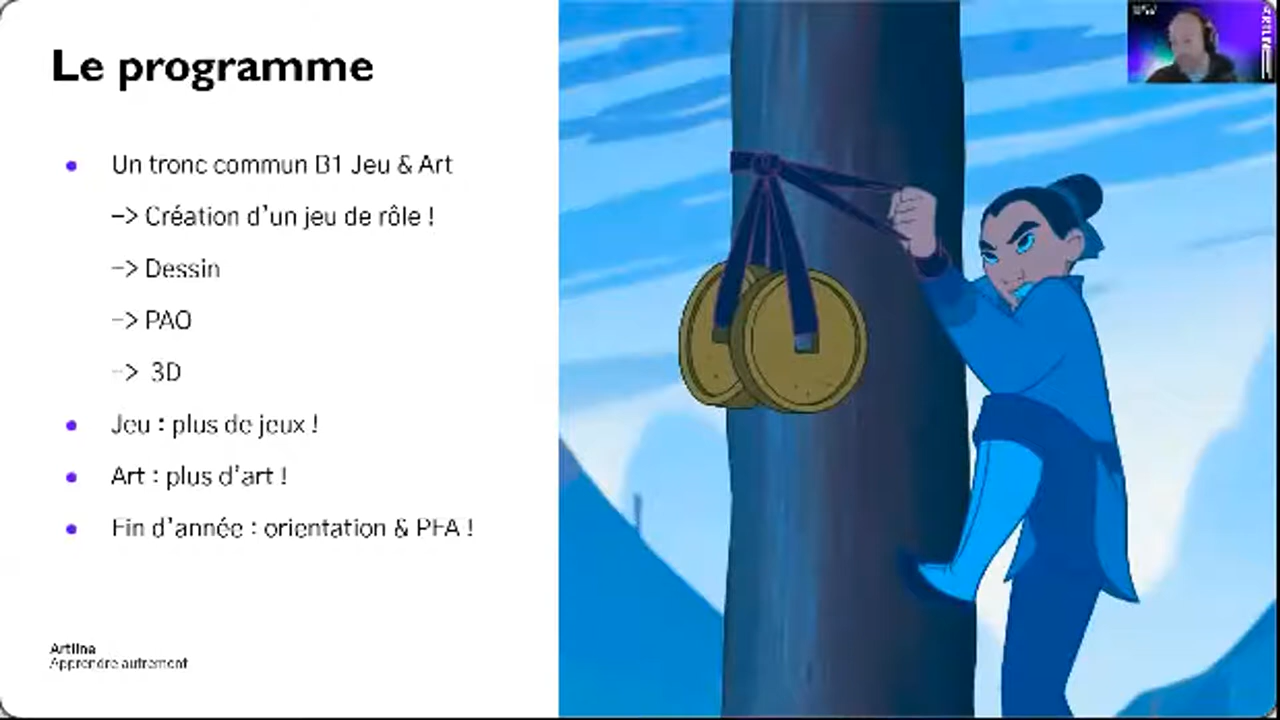 Le programme
• Un tronc commun B1 Jeu & Art
–> Création d'un jeu de rôle !
–> Dessin
–> PAO
–> 3D
• Jeu : plus de jeux !
• Art : plus d'art !
• Fin d'année : orientation & PFA !
Artline
Apprendre autrement
ARTLINE